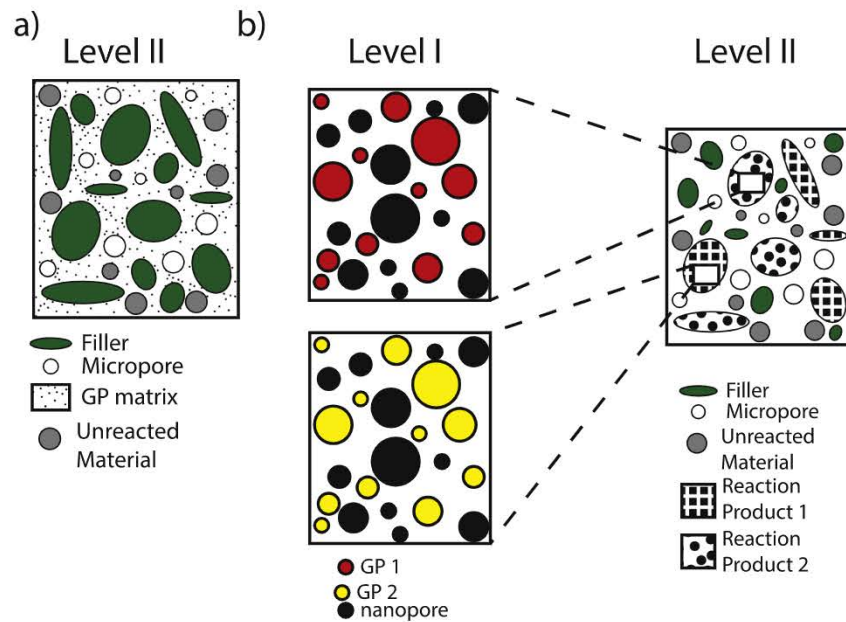 a)
Level II
Filler
Micropore
GP matrix
Unreacted
Material
b)
Level I
GP 1
GP 2
nanopore
Level II
Filler
Micropore
Unreacted
Material
Reaction
Product 1
Reaction
Product 2